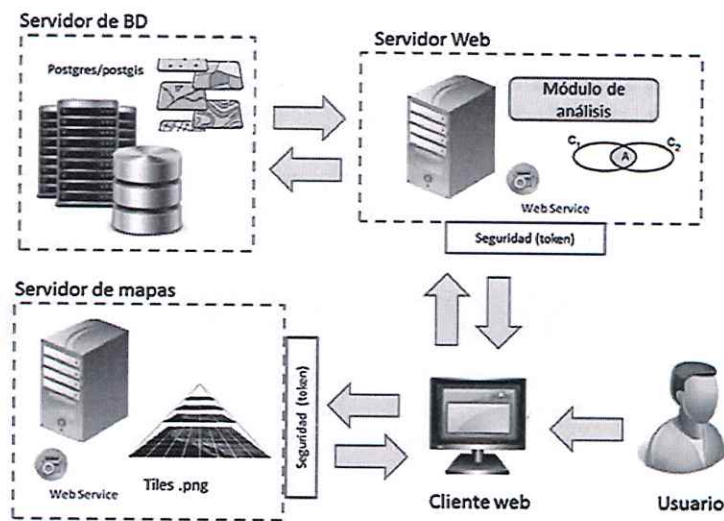 Servidor de BD
Postgres/postgis
Servidor Web
Módulo de
análisis
C1
A
C2
Web Service
Seguridad (token)
Servidor de mapas
Web Service
Tiles .png
Seguridad (token)
Cliente web
Usuario